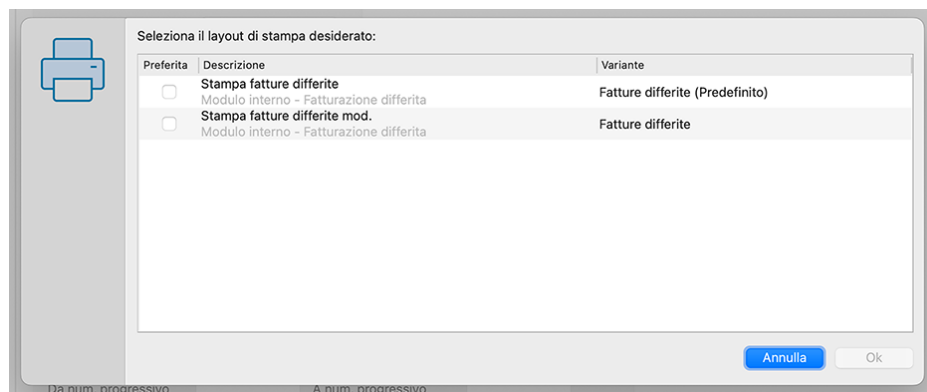 Seleziona il layout di stampa desiderato:
Preferita Descrizione Variante
Stampa fatture differite
Modulo interno - Fatturazione differita
Fatture differite (Predefinito)
Stampa fatture differite mod.
Modulo interno - Fatturazione differita
Fatture differite
Annulla Ok
Da num. progressivo A num. progressivo